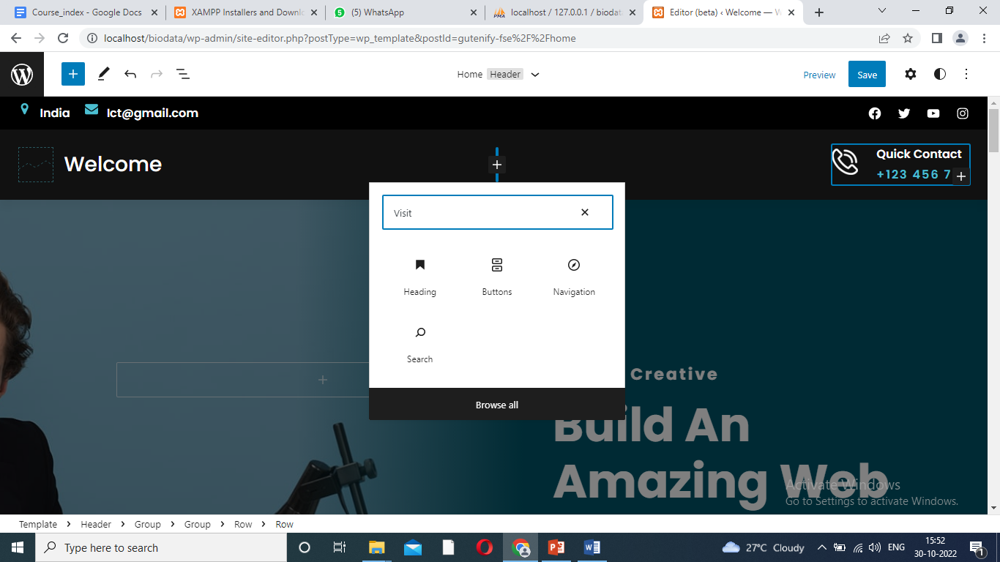 Course_index - Google Docs
XAMPP Installers and Downl
(5) WhatsApp
localhost / 127.0.0.1 / bioda
Editor (beta) ‹ Welcome — W
localhost/biodata/wp-admin/site-editor.php?postType=wp_template&postId=gutenify-fse%2F%2Fhome
Home Header
Preview
Save
India
lct@gmail.com
Welcome
Quick Contact
+123 456 7
Visit
Heading
Buttons
Navigation
Search
Browse all
Creative
Build An
Amazing Web
Activate Windows
Go to Settings to activate Windows.
Template > Header > Group > Group > Row > Row
Type here to search
27°C Cloudy
ENG
15:52
30-10-2022
1